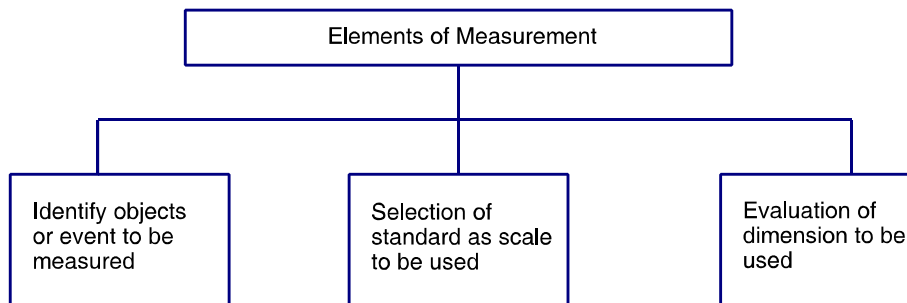 Elements of Measurement
Identify objects
or event to be
measured
Selection of
standard as scale
to be used
Evaluation of
dimension to be
used